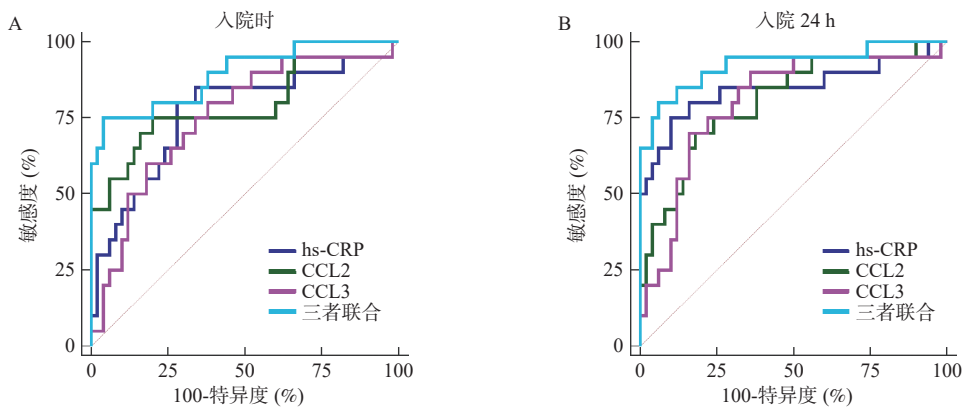 A
入院时
100
75
50
25
0
敏感度 (%)
hs-CRP
CCL2
CCL3
三者联合
0 25 50 75 100
100-特异度 (%)
B
入院 24 h
100
75
50
25
0
敏感度 (%)
hs-CRP
CCL2
CCL3
三者联合
0 25 50 75 100
100-特异度 (%)